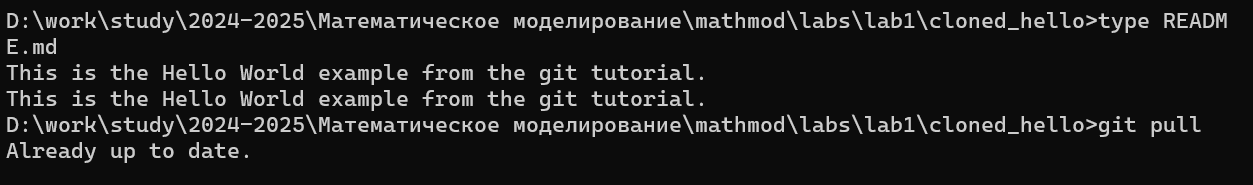 D:\work\study\2024-2025\Математическое моделирование\mathmod\labs\lab1\cloned_hello>type READM
E.md
This is the Hello World example from the git tutorial.
This is the Hello World example from the git tutorial.
D:\work\study\2024-2025\Математическое моделирование\mathmod\labs\lab1\cloned_hello>git pull
Already up to date.